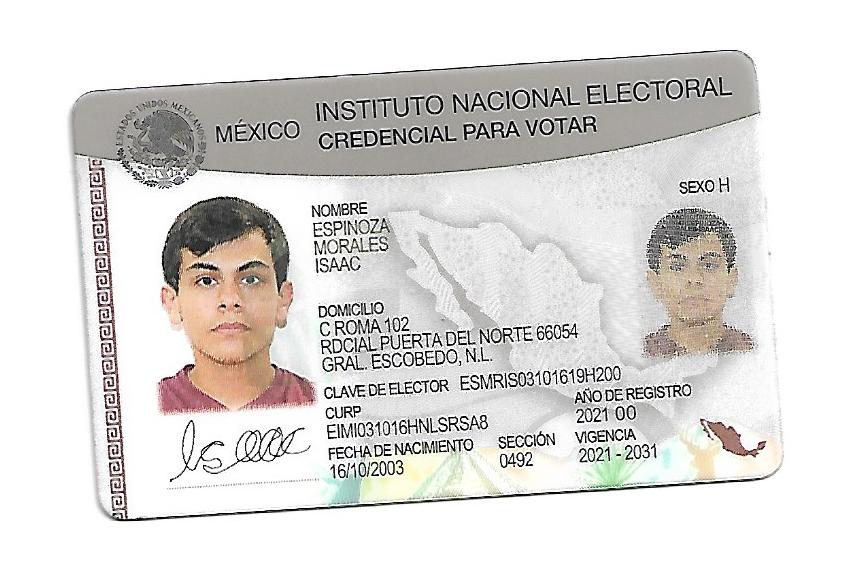 ESTADOS UNIDOS MEXICANOS
MÉXICO INSTITUTO NACIONAL ELECTORAL
CREDENCIAL PARA VOTAR
SEXO H
NOMBRE
ESPINOZA
MORALES
ISAAC
DOMICILIO
C ROMA 102
RDCIAL PUERTA DEL NORTE 66054
GRAL. ESCOBEDO, N.L.
CLAVE DE ELECTOR ESMRIS03101619H200
CURP
EIMI031016HNLSRSA8
AÑO DE REGISTRO
2021 00
FECHA DE NACIMIENTO
16/10/2003
SECCIÓN
0492
VIGENCIA
2021 - 2031
Isaac